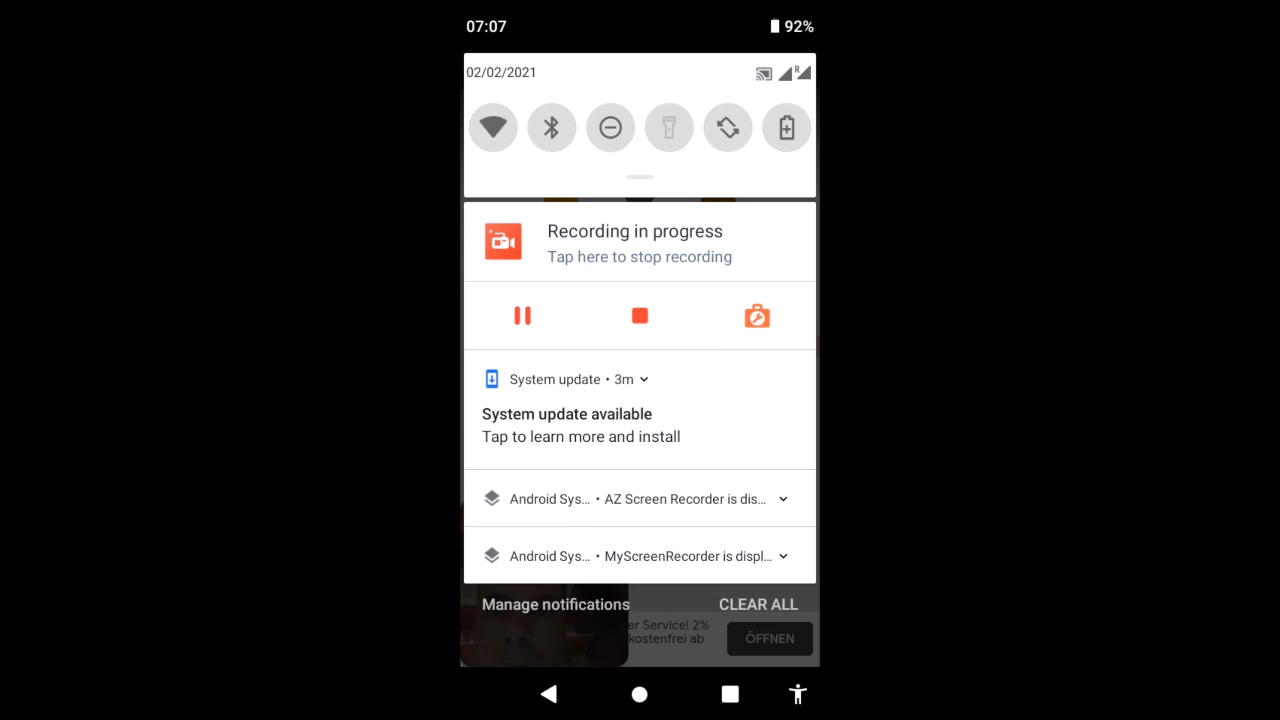 07:07
92%
02/02/2021
R
Recording in progress
Tap here to stop recording
System update • 3m
System update available
Tap to learn more and install
Android Sys... • AZ Screen Recorder is dis...
Android Sys... • MyScreenRecorder is displ...
Manage notifications
CLEAR ALL
er Service! 2%
kostenfrei ab
ÖFFNEN